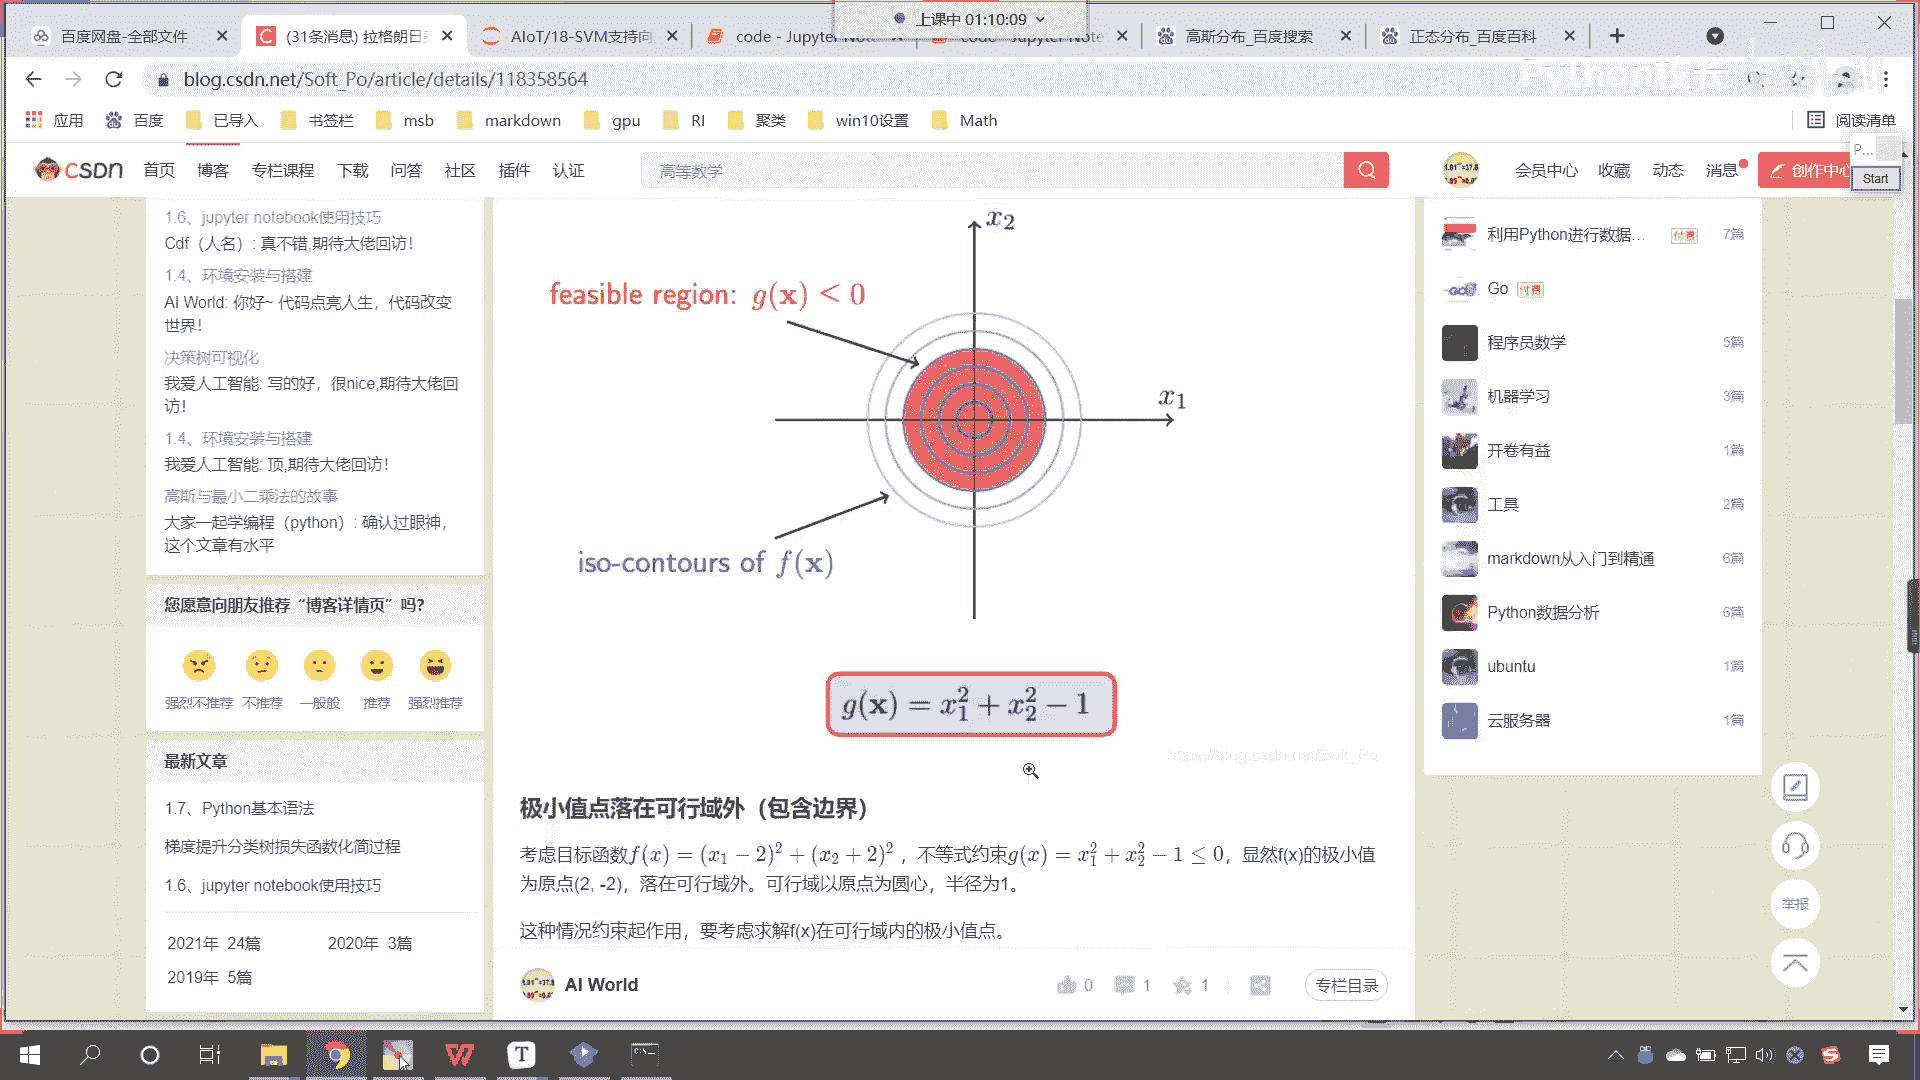 上课中 01:10:09
百度网盘-全部文件
(31条消息) 拉格朗日
AIoT/18-SVM支持向
code - Jupyter Note
code - Jupyter Note
高斯分布_百度搜索
正态分布_百度百科
blog.csdn.net/Soft_Po/article/details/118358564
Python校长
应用 百度 已导入 书签栏 msb markdown gpu RI 聚类 win10设置 Math 阅读清单
CSDN 首页 博客 专栏课程 下载 问答 社区 插件 认证 高等数学 会员中心 收藏 动态 消息 创作中心
P...
Start
1.6、jupyter notebook使用技巧
Cdf（人名）: 真不错,期待大佬回访！
1.4、环境安装与搭建
AI World: 你好~ 代码点亮人生，代码改变
世界！
决策树可视化
我爱人工智能: 写的好，很nice,期待大佬回
访！
1.4、环境安装与搭建
我爱人工智能: 顶,期待大佬回访！
高斯与最小二乘法的故事
大家一起学编程（python）: 确认过眼神，
这个文章有水平
您愿意向朋友推荐“博客详情页”吗？
强烈不推荐 不推荐 一般般 推荐 强烈推荐
最新文章
1.7、Python基本语法
梯度提升分类树损失函数化简过程
1.6、jupyter notebook使用技巧
2021年 24篇 2020年 3篇
2019年 5篇
x₂
feasible region: g(x) < 0
x₁
iso-contours of f(x)
g(x) = x₁² + x₂² − 1
https://blog.csdn.net/Soft_Po
极小值点落在可行域外（包含边界）
考虑目标函数f(x) = (x₁ − 2)² + (x₂ + 2)² ，不等式约束g(x) = x₁² + x₂² − 1 ≤ 0，显然f(x)的极小值
为原点(2, -2)，落在可行域外。可行域以原点为圆心，半径为1。
这种情况约束起作用，要考虑求解f(x)在可行域内的极小值点。
AI World 0 1 1 专栏目录
利用Python进行数据... 付费 7篇
Go 付费
程序员数学 5篇
机器学习 3篇
开卷有益 1篇
工具 2篇
markdown从入门到精通 6篇
Python数据分析 6篇
ubuntu 1篇
云服务器 1篇
举报